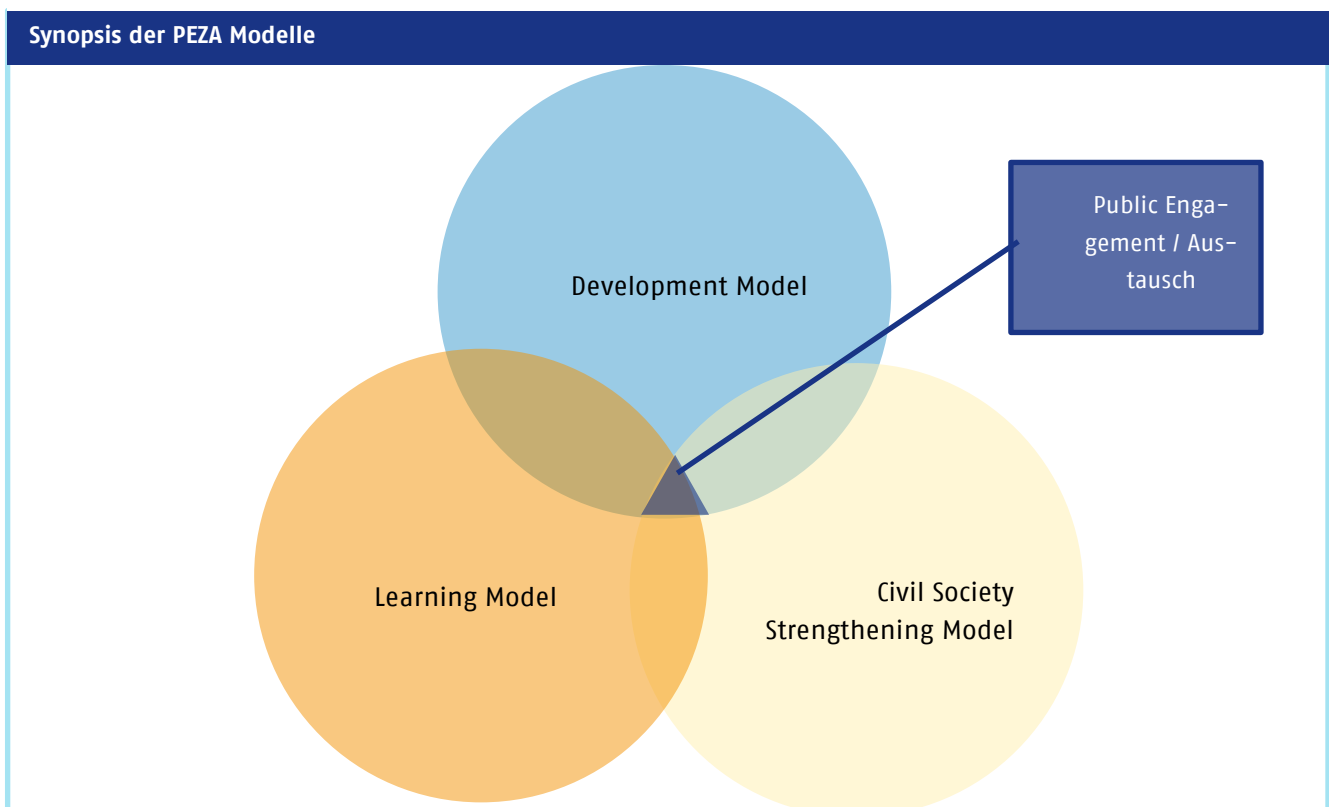 Synopsis der PEZA Modelle
Public Enga-
gement / Aus-
tausch
Development Model
Learning Model
Civil Society
Strengthening Model